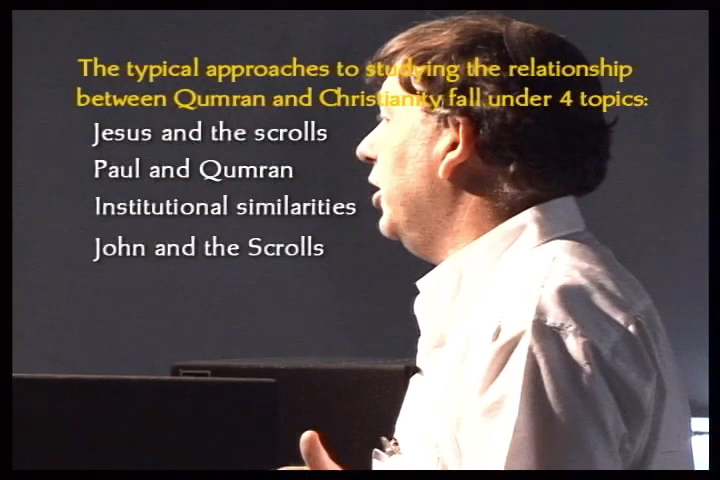 The typical approaches to studying the relationship
between Qumran and Christianity fall under 4 topics:
Jesus and the scrolls
Paul and Qumran
Institutional similarities
John and the Scrolls